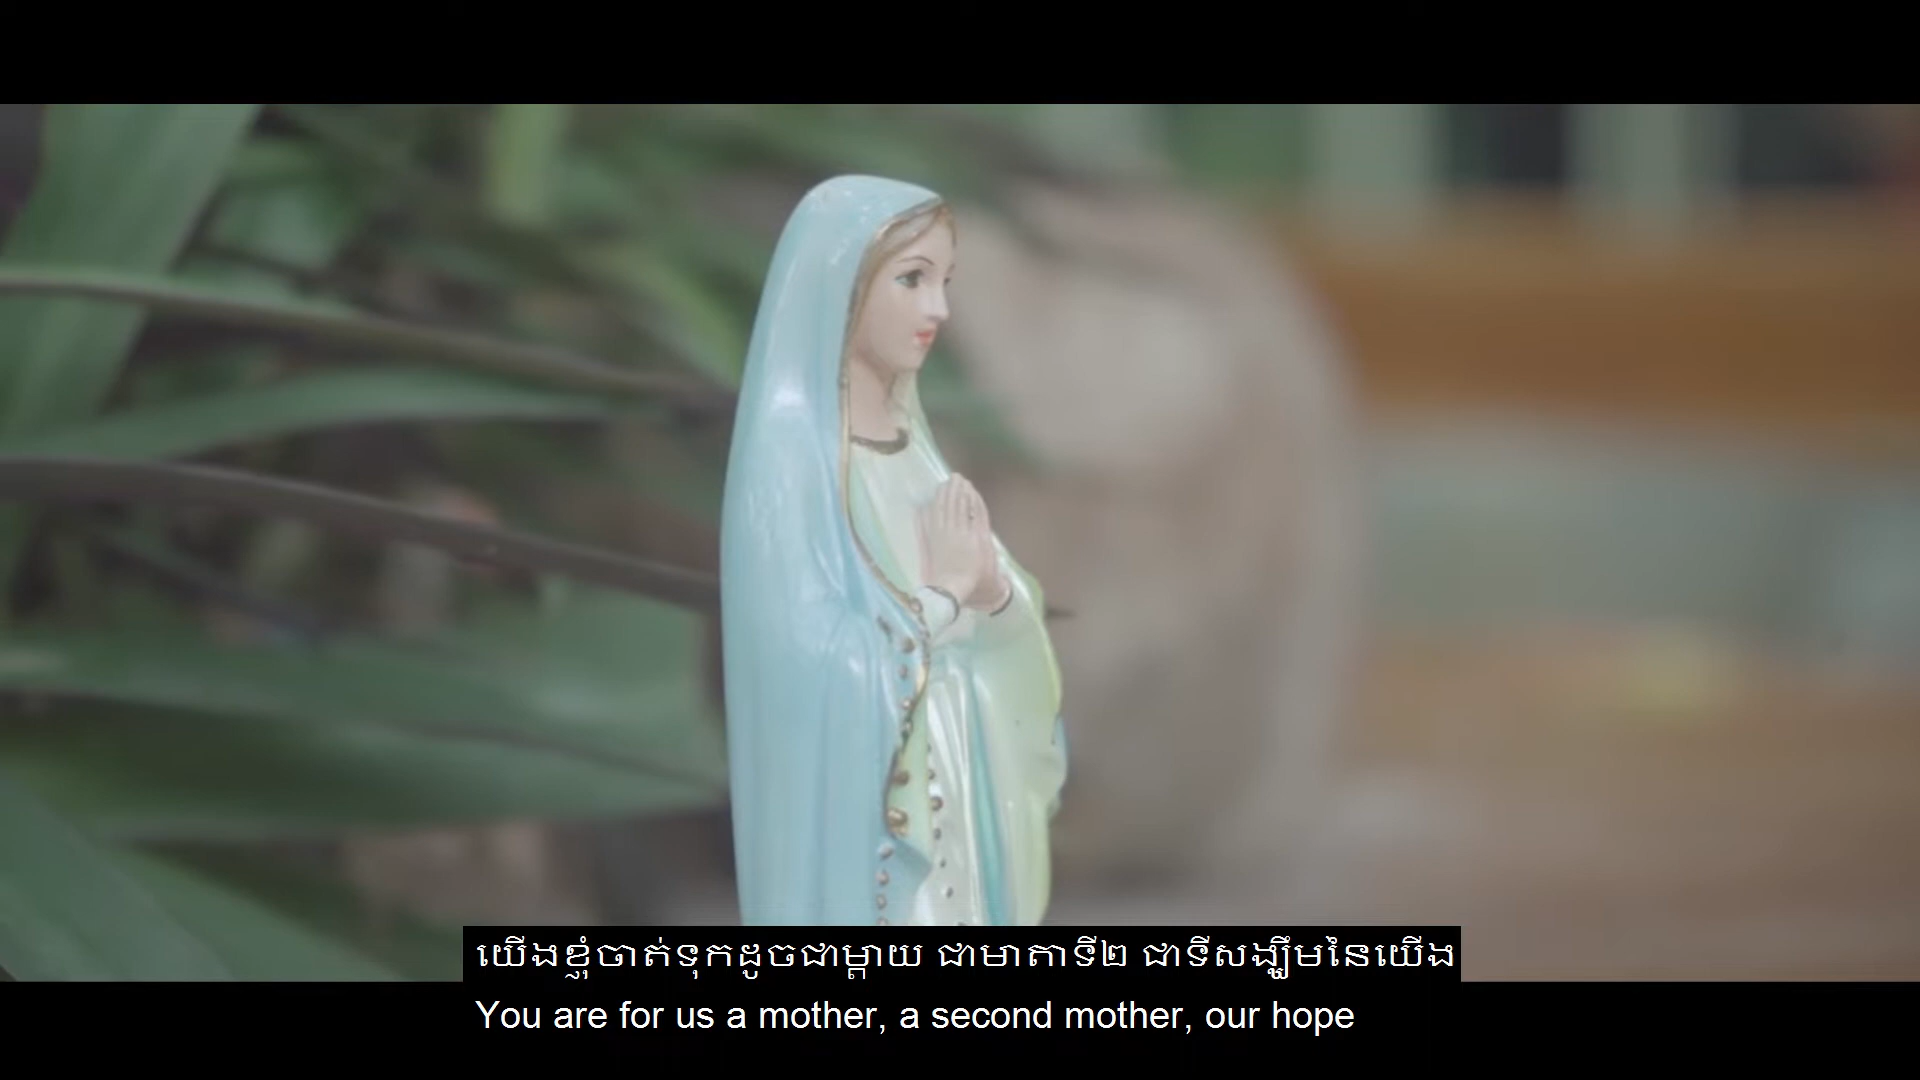 យើងខ្ញុំចាត់ទុកដូចជាម្ដាយ ជាមាតាទី២ ជាទីសង្ឃឹមនៃយើង
You are for us a mother, a second mother, our hope